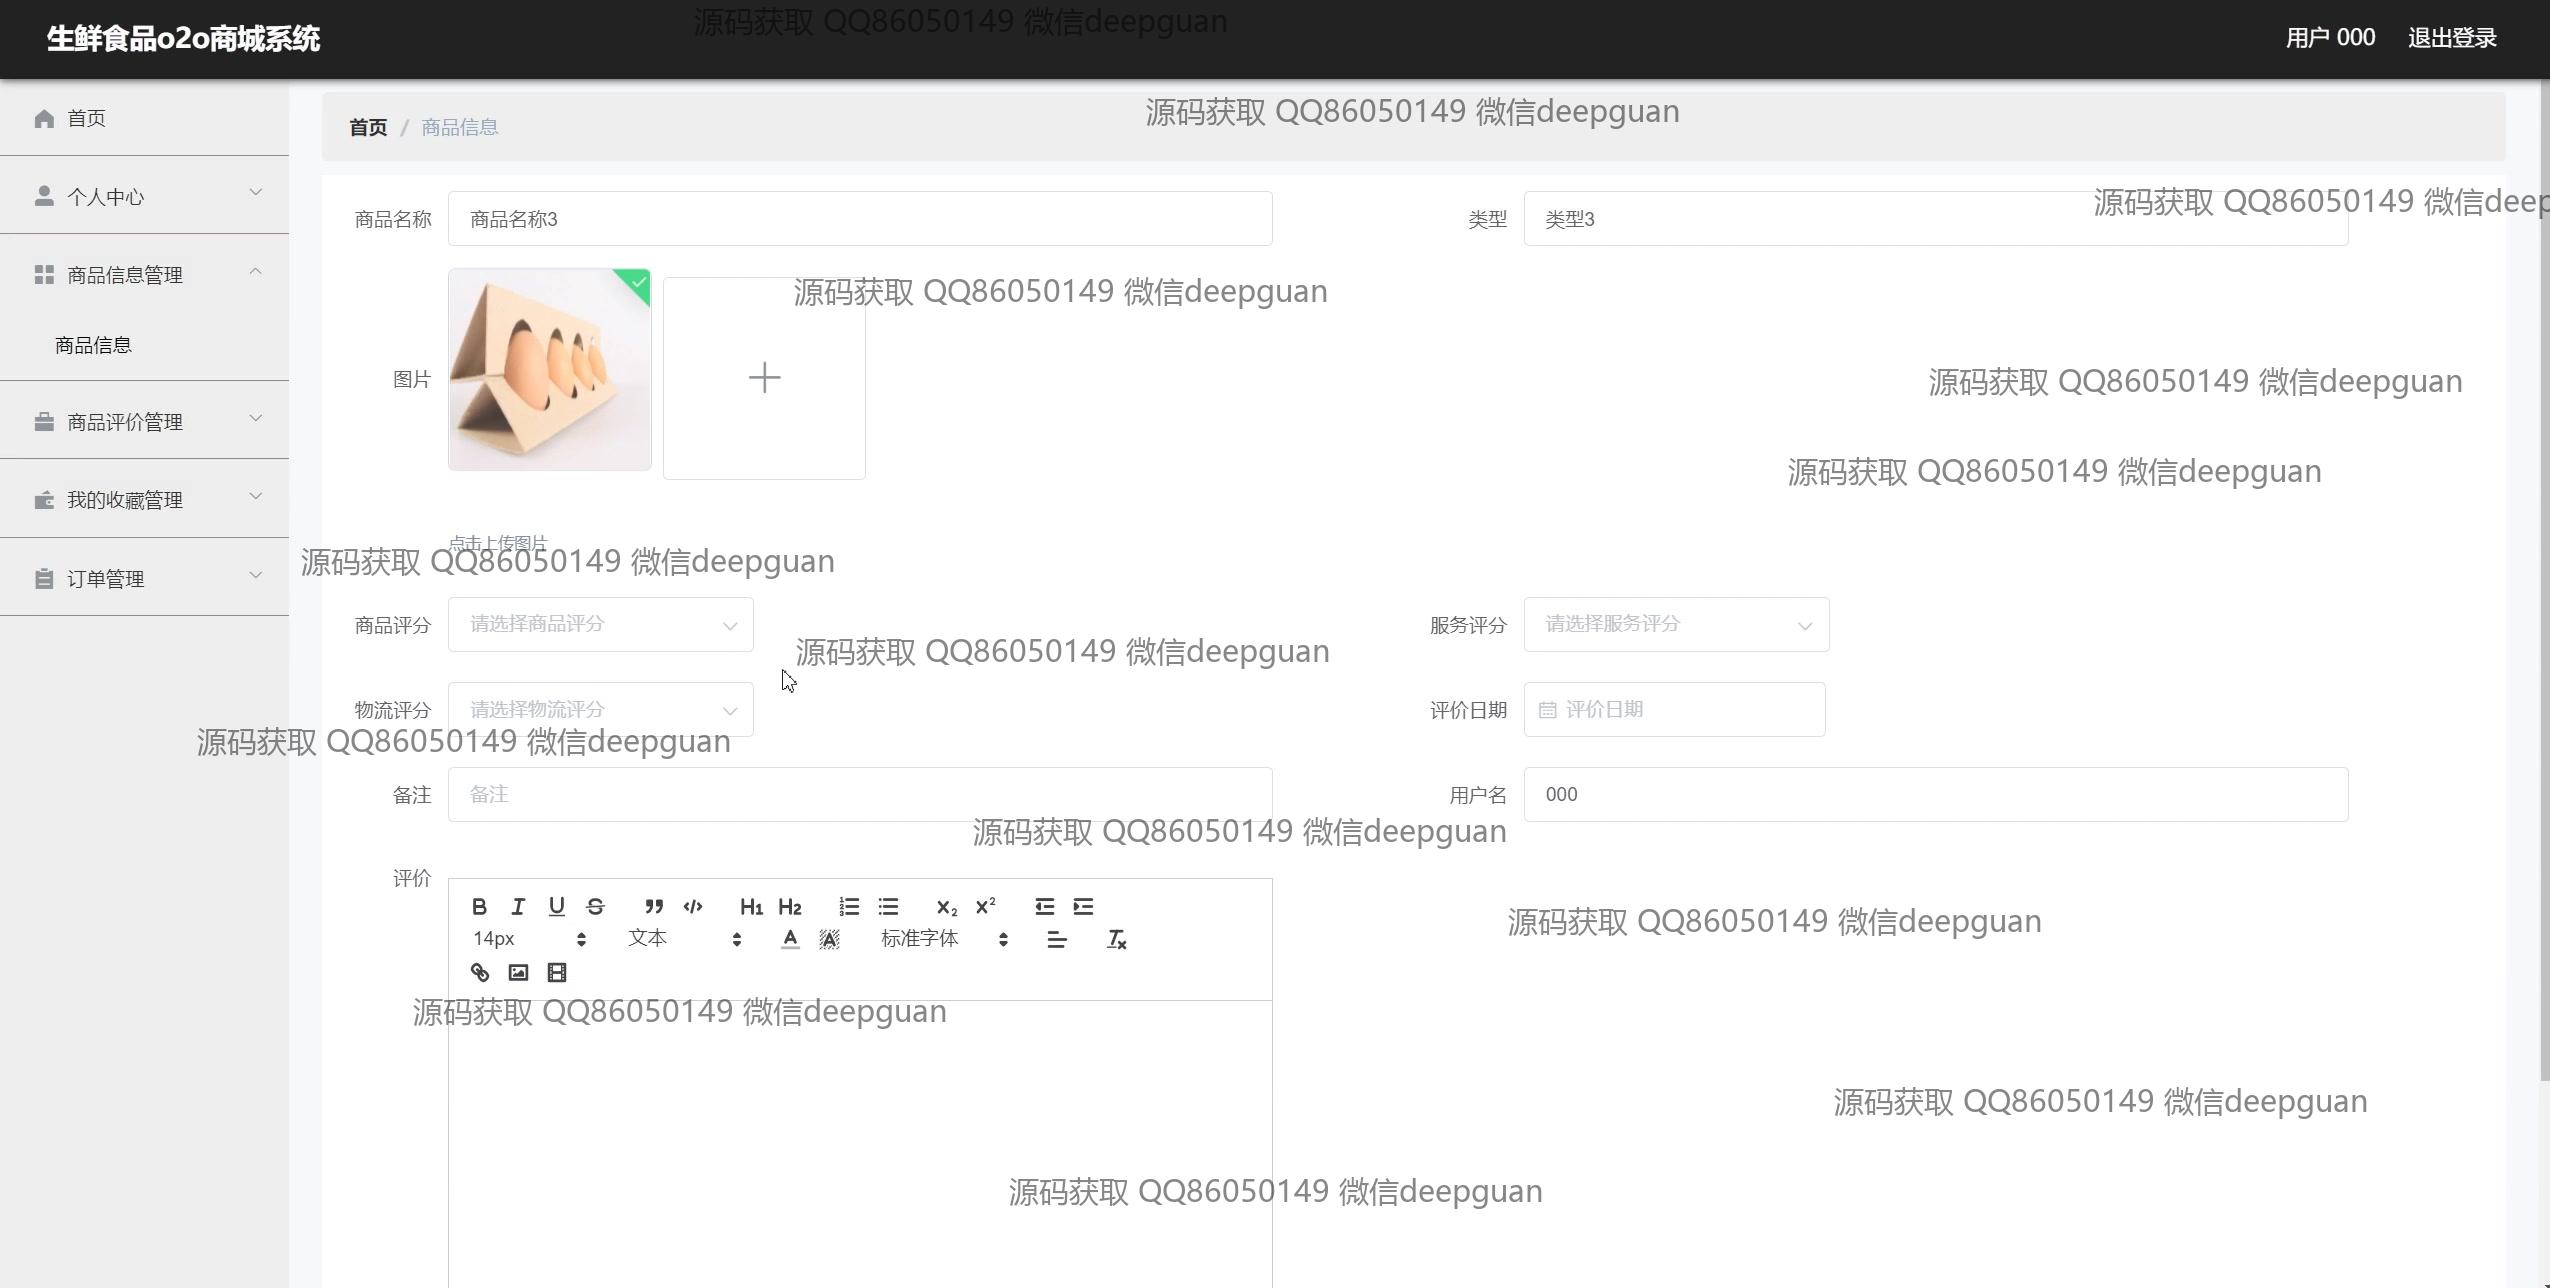 生鲜食品o2o商城系统
源码获取 QQ86050149 微信deepguan
用户 000
退出登录
首页
个人中心
商品信息管理
商品信息
商品评价管理
我的收藏管理
订单管理
首页 / 商品信息
源码获取 QQ86050149 微信deepguan
商品名称
商品名称3
类型
类型3
源码获取 QQ86050149 微信deep
源码获取 QQ86050149 微信deepguan
图片
源码获取 QQ86050149 微信deepguan
源码获取 QQ86050149 微信deepguan
点击上传图片
源码获取 QQ86050149 微信deepguan
商品评分
请选择商品评分
服务评分
请选择服务评分
源码获取 QQ86050149 微信deepguan
物流评分
请选择物流评分
评价日期
评价日期
源码获取 QQ86050149 微信deepguan
备注
备注
用户名
000
源码获取 QQ86050149 微信deepguan
评价
B I U S H1 H2 X2 X2
14px
文本
A A
标准字体
Tx
源码获取 QQ86050149 微信deepguan
源码获取 QQ86050149 微信deepguan
源码获取 QQ86050149 微信deepguan
源码获取 QQ86050149 微信deepguan